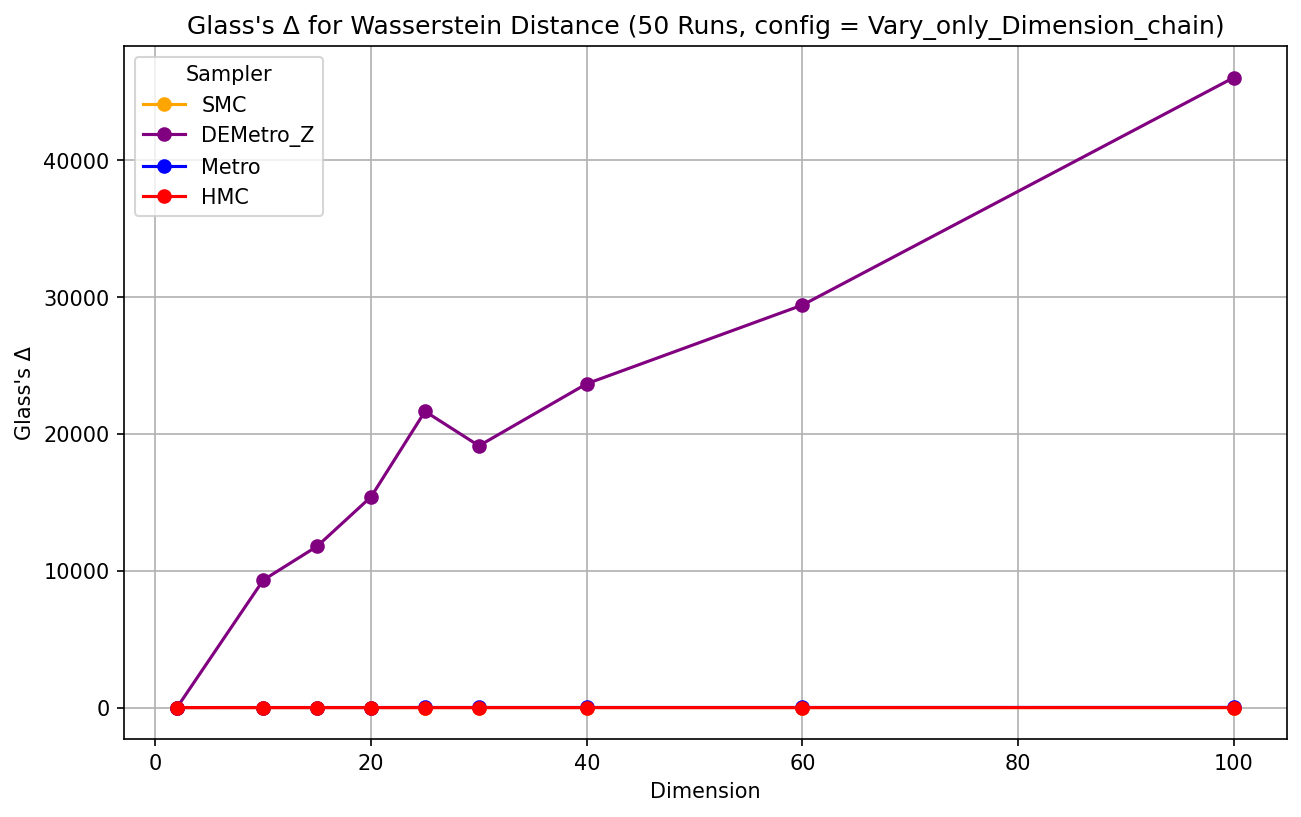 Glass's Δ for Wasserstein Distance (50 Runs, config = Vary_only_Dimension_chain)
Sampler
SMC
DEMetro_Z
Metro
HMC
Glass's Δ
40000
30000
20000
10000
0
0 20 40 60 80 100
Dimension